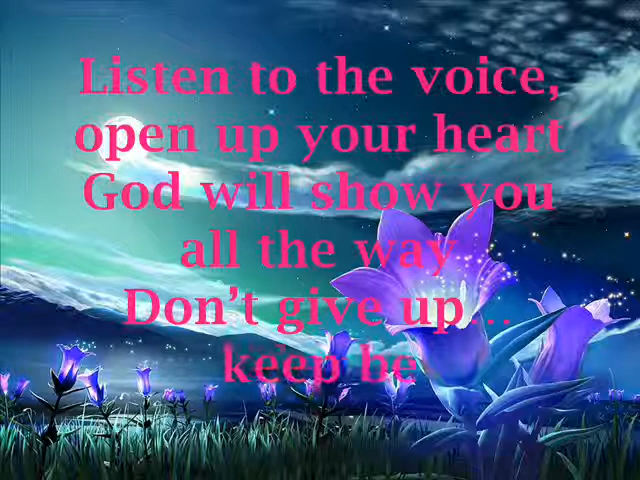 Listen to the voice,
open up your heart
God will show you
all the way
Don't give up...
keep be